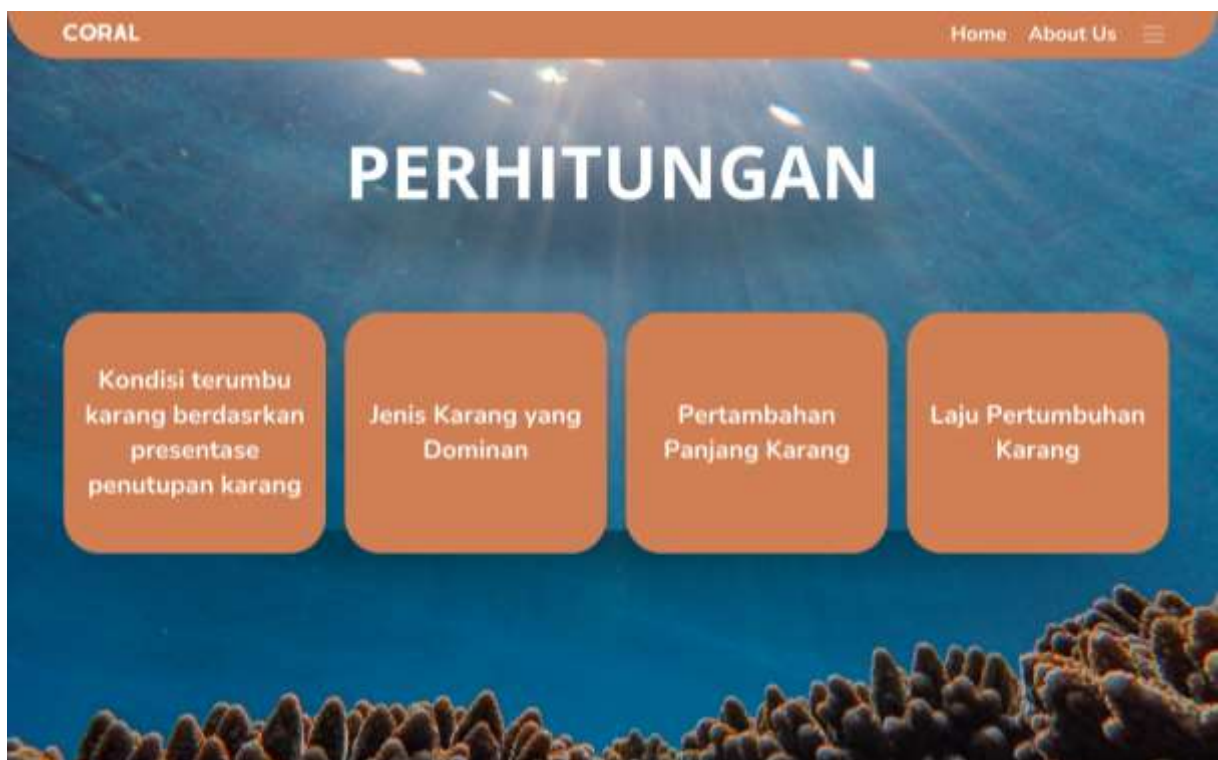 CORAL
Home About Us
PERHITUNGAN
Kondisi terumbu
karang berdasrkan
presentase
penutupan karang
Jenis Karang yang
Dominan
Pertambahan
Panjang Karang
Laju Pertumbuhan
Karang